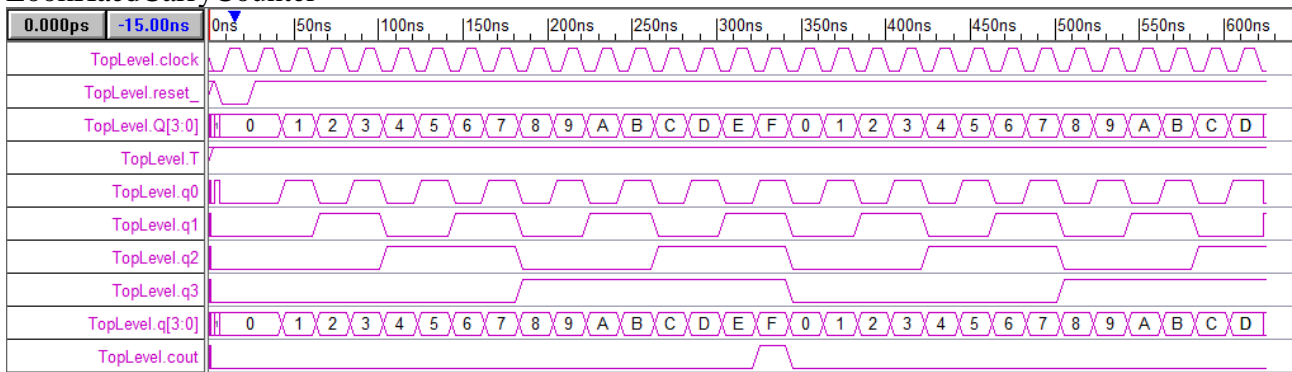 LookAheadCarryCounter
0.000ps -15.00ns 0ns 50ns 100ns 150ns 200ns 250ns 300ns 350ns 400ns 450ns 500ns 550ns 600ns
TopLevel.clock
TopLevel.reset_
TopLevel.Q[3:0] 0 1 2 3 4 5 6 7 8 9 A B C D E F 0 1 2 3 4 5 6 7 8 9 A B C D
TopLevel.T
TopLevel.q0
TopLevel.q1
TopLevel.q2
TopLevel.q3
TopLevel.q[3:0] 0 1 2 3 4 5 6 7 8 9 A B C D E F 0 1 2 3 4 5 6 7 8 9 A B C D
TopLevel.cout